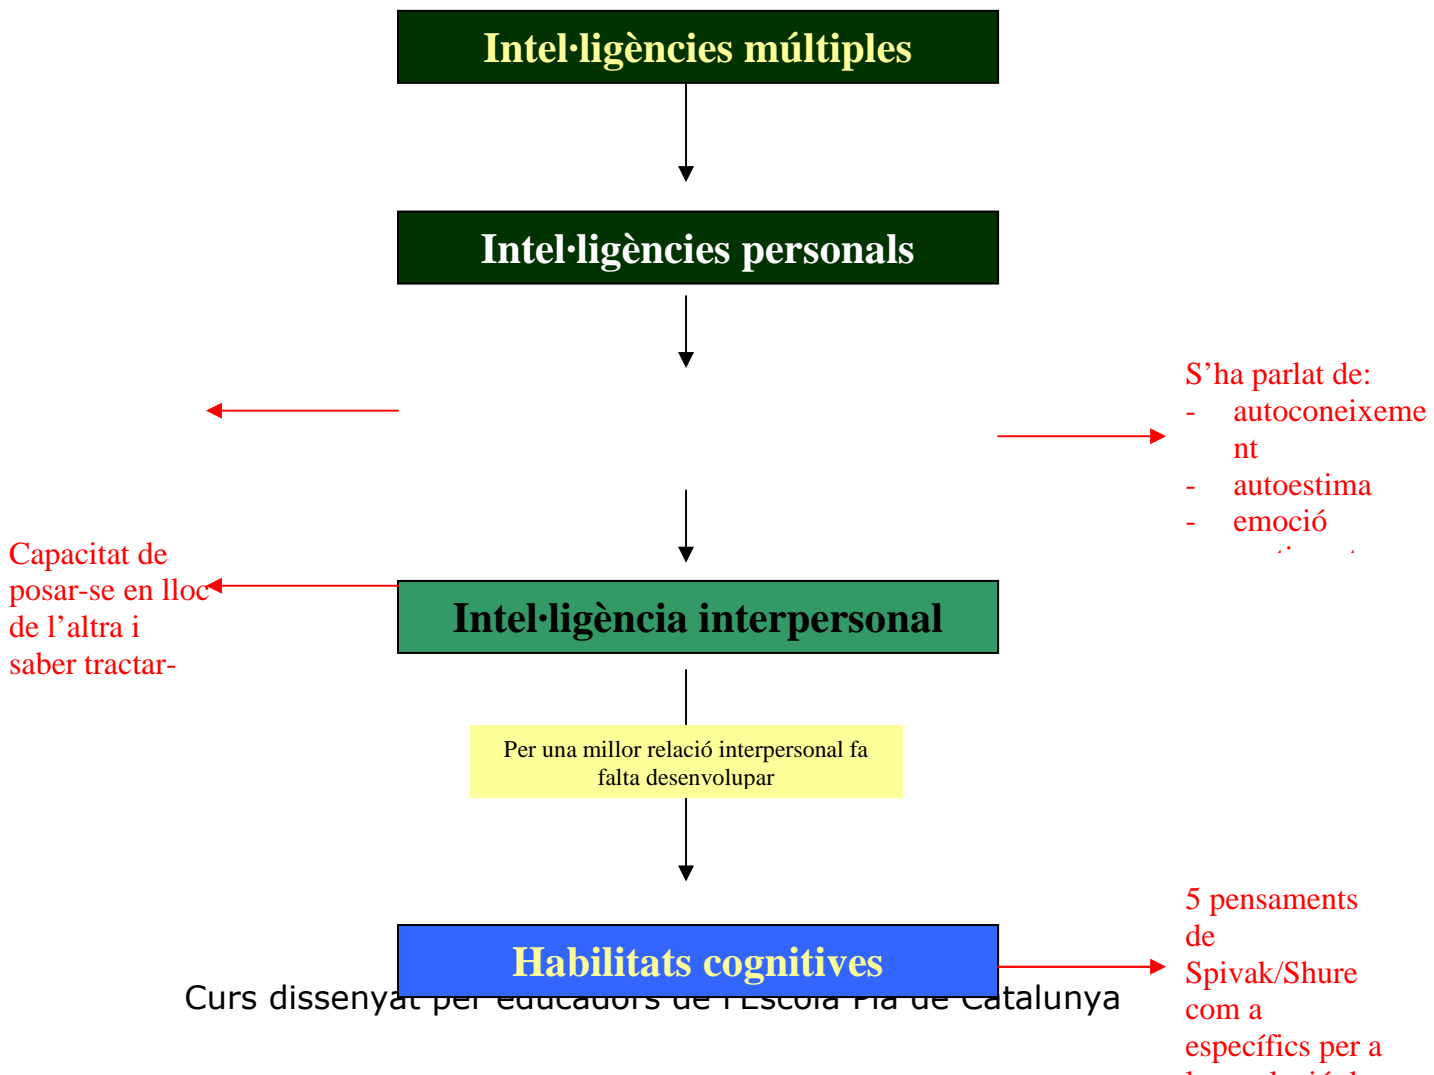 Intel·ligències múltiples
Intel·ligències personals
S’ha parlat de:
- autoconeixeme
nt
- autoestima
- emoció
Capacitat de
posar-se en lloc
de l’altra i
saber tractar-
Intel·ligència interpersonal
Per una millor relació interpersonal fa
falta desenvolupar
Habilitats cognitives
5 pensaments
de
Spivak/Shure
com a
específics per a
Curs dissenyat per educadors de l'Escola Pia de Catalunya